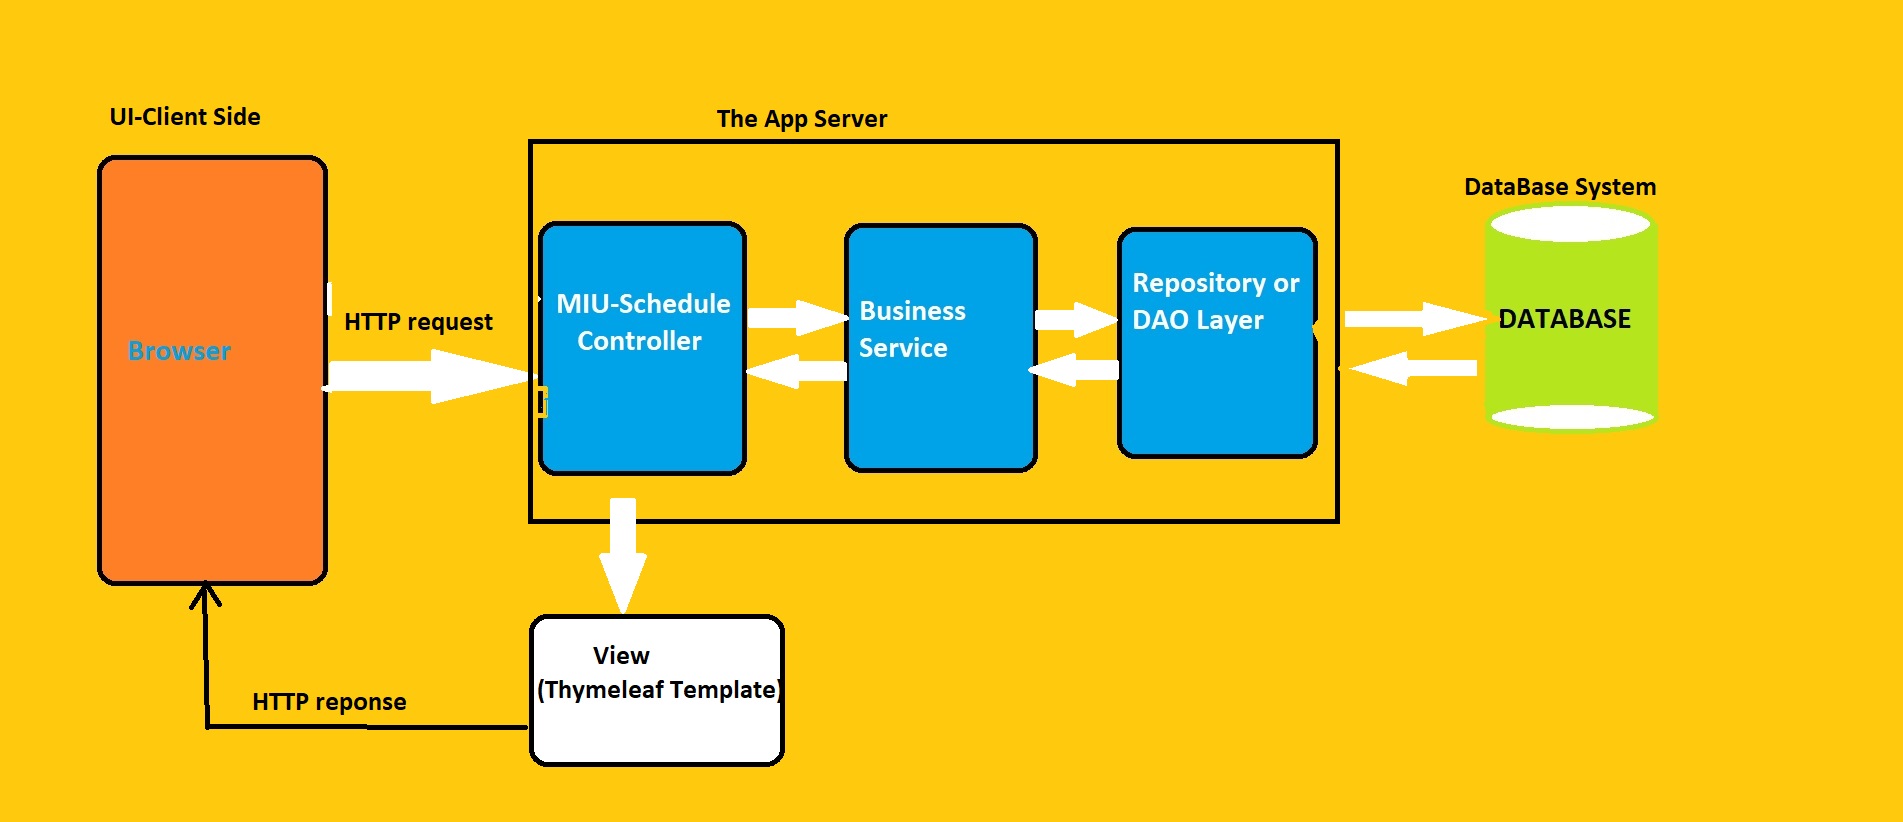 UI-Client Side
The App Server
DataBase System
Browser
HTTP request
MIU-Schedule
Controller
Business
Service
Repository or
DAO Layer
DATABASE
View
(Thymeleaf Template)
HTTP reponse